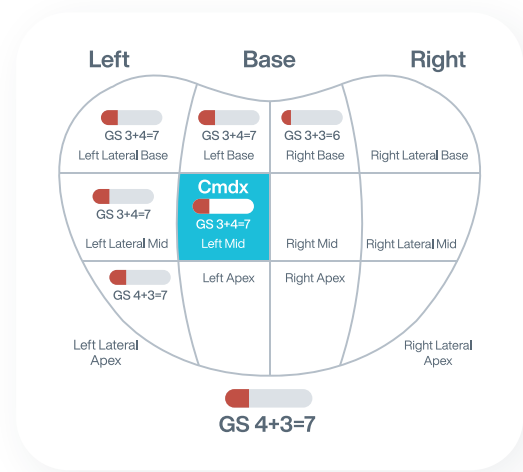 Left
Base
Right
GS 3+4=7
Left Lateral Base
GS 3+4=7
Left Base
GS 3+3=6
Right Base
Right Lateral Base
GS 3+4=7
Left Lateral Mid
Cmdx
GS 3+4=7
Left Mid
Right Mid
Right Lateral Mid
GS 4+3=7
Left Lateral
Apex
Left Apex
Right Apex
Right Lateral
Apex
GS 4+3=7